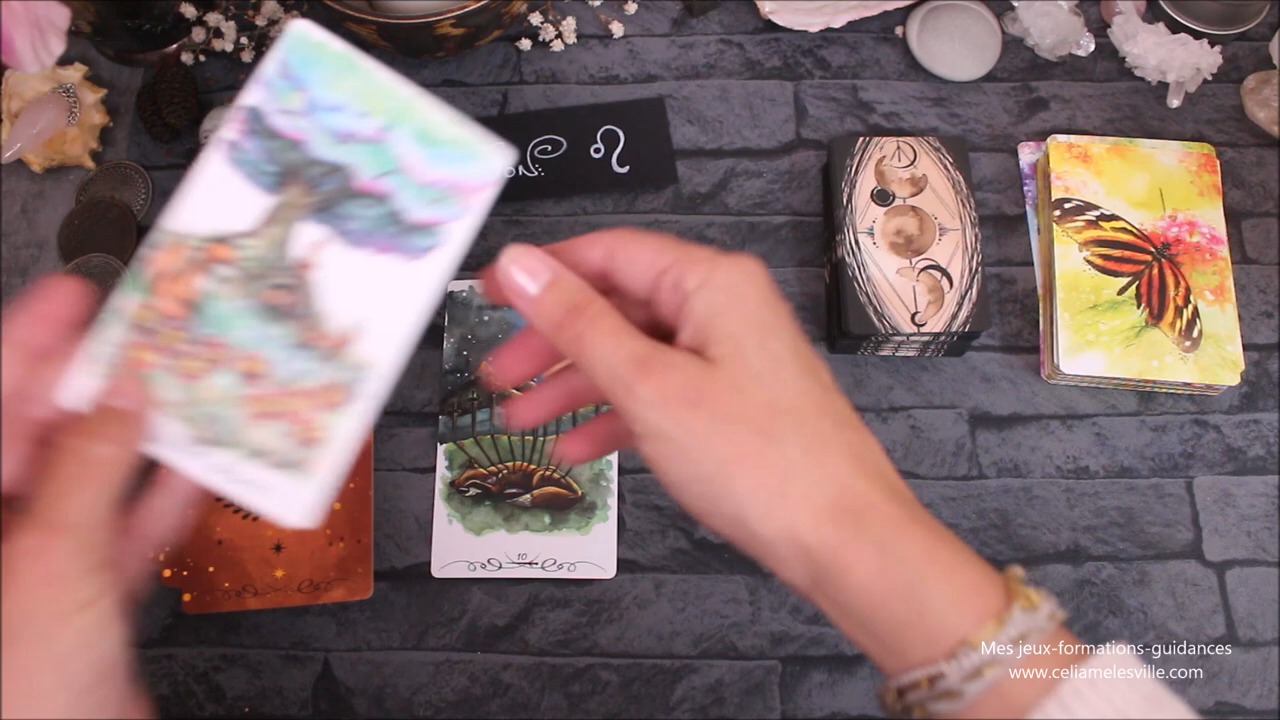 ♌
10
Mes jeux-formations-guidances
www.celiamelesville.com